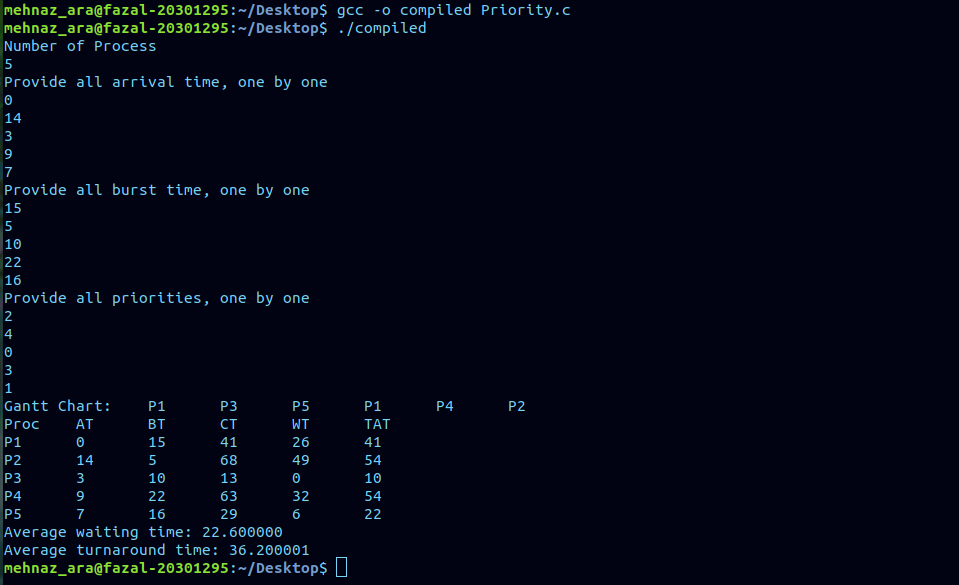 mehnaz_ara@fazal-20301295:~/Desktop$ gcc -o compiled Priority.c
mehnaz_ara@fazal-20301295:~/Desktop$ ./compiled
Number of Process
5
Provide all arrival time, one by one
0
14
3
9
7
Provide all burst time, one by one
15
5
10
22
16
Provide all priorities, one by one
2
4
0
3
1
Gantt Chart:    P1      P3      P5      P1      P4      P2
Proc    AT      BT      CT      WT      TAT
P1      0       15      41      26      41
P2      14      5       68      49      54
P3      3       10      13      0       10
P4      9       22      63      32      54
P5      7       16      29      6       22
Average waiting time: 22.600000
Average turnaround time: 36.200001
mehnaz_ara@fazal-20301295:~/Desktop$